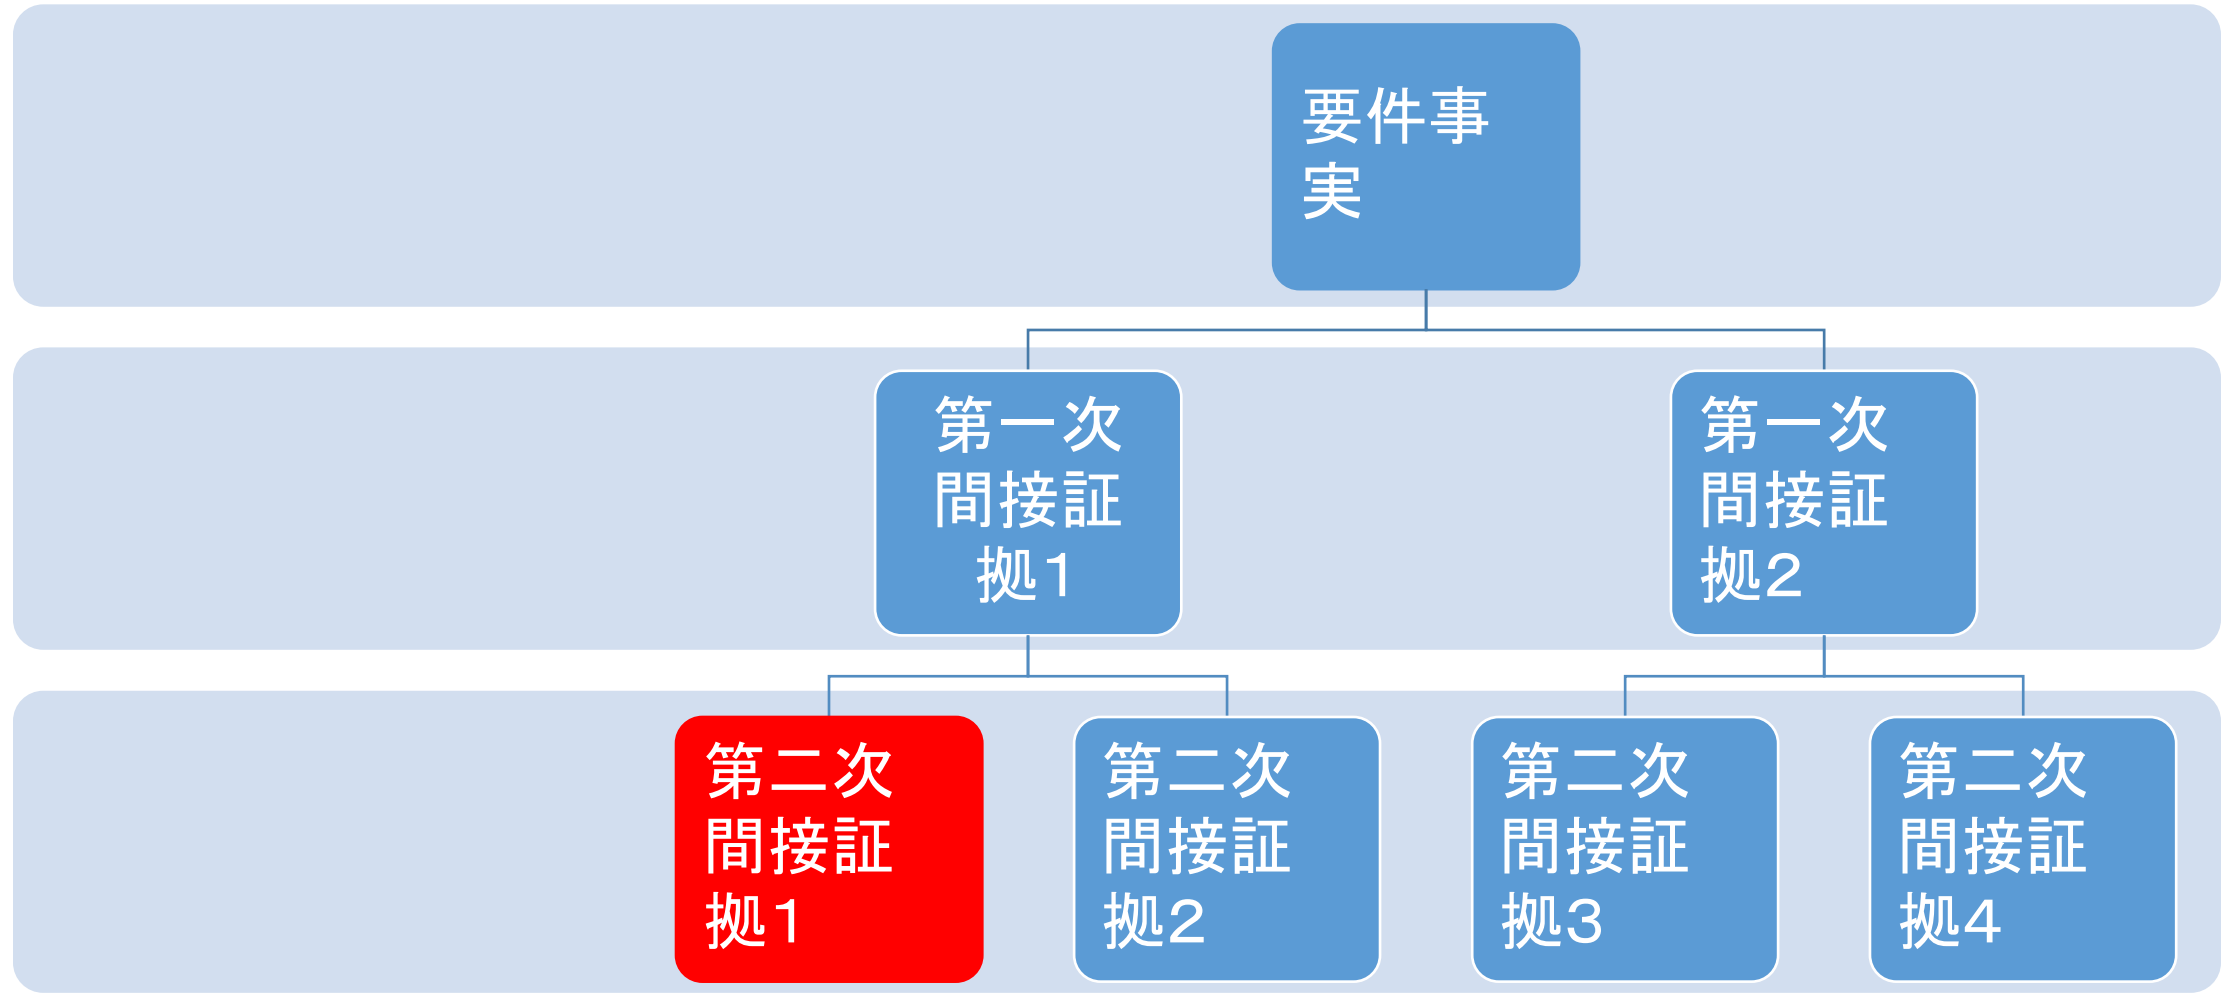 要件事
実
第一次
間接証
拠1
第一次
間接証
拠2
第二次
間接証
拠1
第二次
間接証
拠2
第二次
間接証
拠3
第二次
間接証
拠4